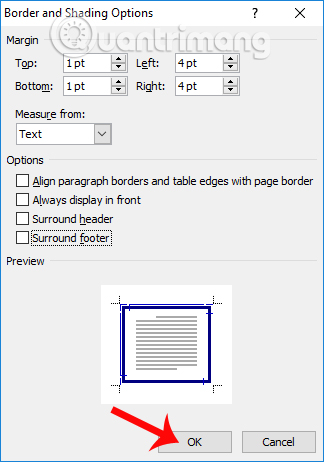 Border and Shading Options
Quantrimang
Margin
Top: 1 pt Left: 4 pt
Bottom: 1 pt Right: 4 pt
Measure from:
Text
Options
Align paragraph borders and table edges with page border
Always display in front
Surround header
Surround footer
Preview
OK Cancel